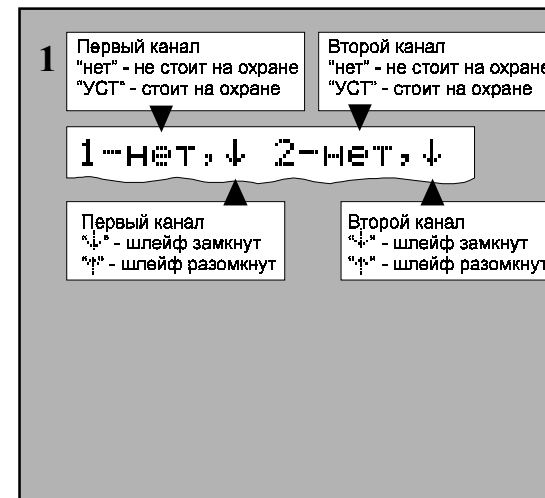 1
Первый канал
"нет" - не стоит на охране
"УСТ" - стоит на охране
Второй канал
"нет" - не стоит на охране
"УСТ" - стоит на охране
1-нет,↓ 2-нет,↓
Первый канал
"↓" - шлейф замкнут
"↑" - шлейф разомкнут
Второй канал
"↓" - шлейф замкнут
"↑" - шлейф разомкнут